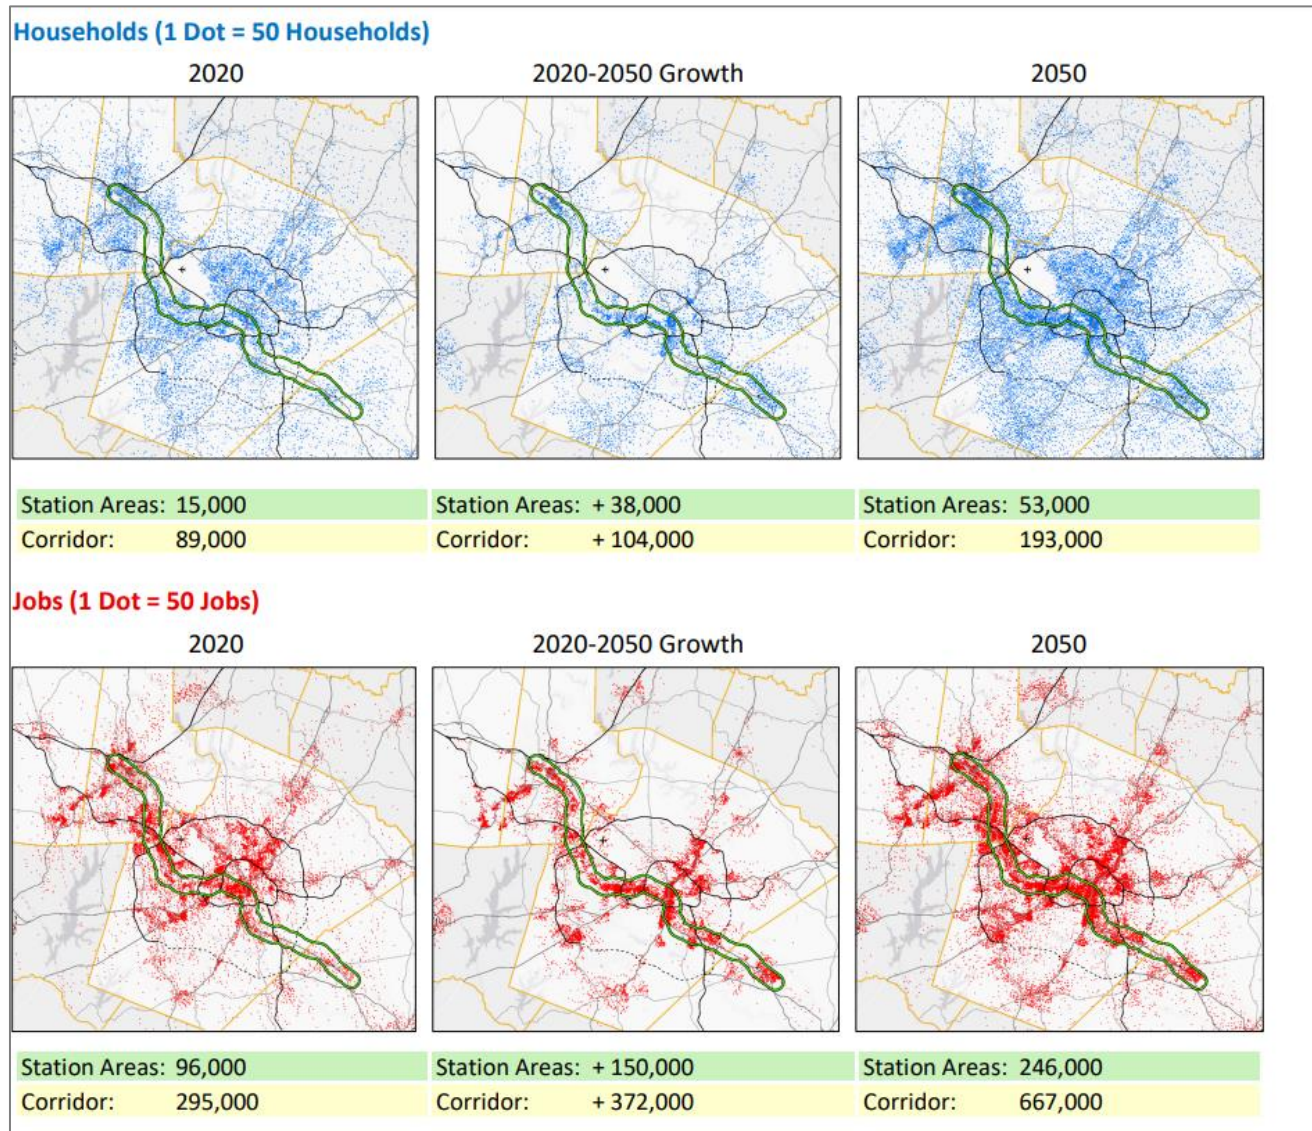 Households (1 Dot = 50 Households)
2020 2020-2050 Growth 2050
Station Areas: 15,000 Station Areas: + 38,000 Station Areas: 53,000
Corridor: 89,000 Corridor: + 104,000 Corridor: 193,000
Jobs (1 Dot = 50 Jobs)
2020 2020-2050 Growth 2050
Station Areas: 96,000 Station Areas: + 150,000 Station Areas: 246,000
Corridor: 295,000 Corridor: + 372,000 Corridor: 667,000